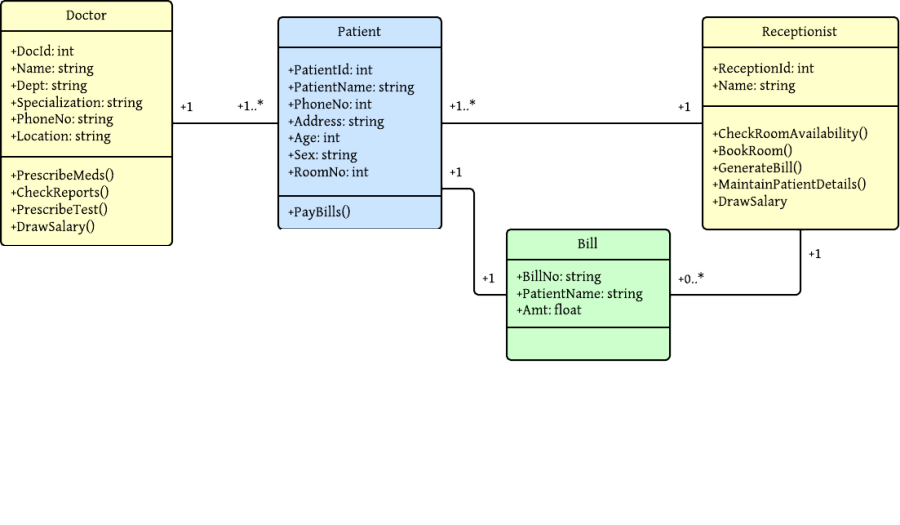 Doctor
+DocId: int
+Name: string
+Dept: string
+Specialization: string
+PhoneNo: string
+Location: string
+PrescribeMeds()
+CheckReports()
+PrescribeTest()
+DrawSalary()
+1
+1..*
Patient
+PatientId: int
+PatientName: string
+PhoneNo: int
+Address: string
+Age: int
+Sex: string
+RoomNo: int
+PayBills()
+1..*
+1
+1
+1
Receptionist
+ReceptionId: int
+Name: string
+CheckRoomAvailability()
+BookRoom()
+GenerateBill()
+MaintainPatientDetails()
+DrawSalary
Bill
+BillNo: string
+PatientName: string
+Amt: float
+0..*
+1